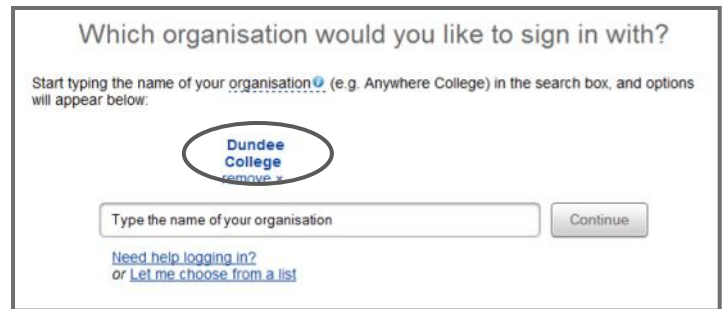 Which organisation would you like to sign in with?
Start typing the name of your organisation (e.g. Anywhere College) in the search box, and options
will appear below:
Dundee
College
remove ×
Type the name of your organisation
Continue
Need help logging in?
or Let me choose from a list